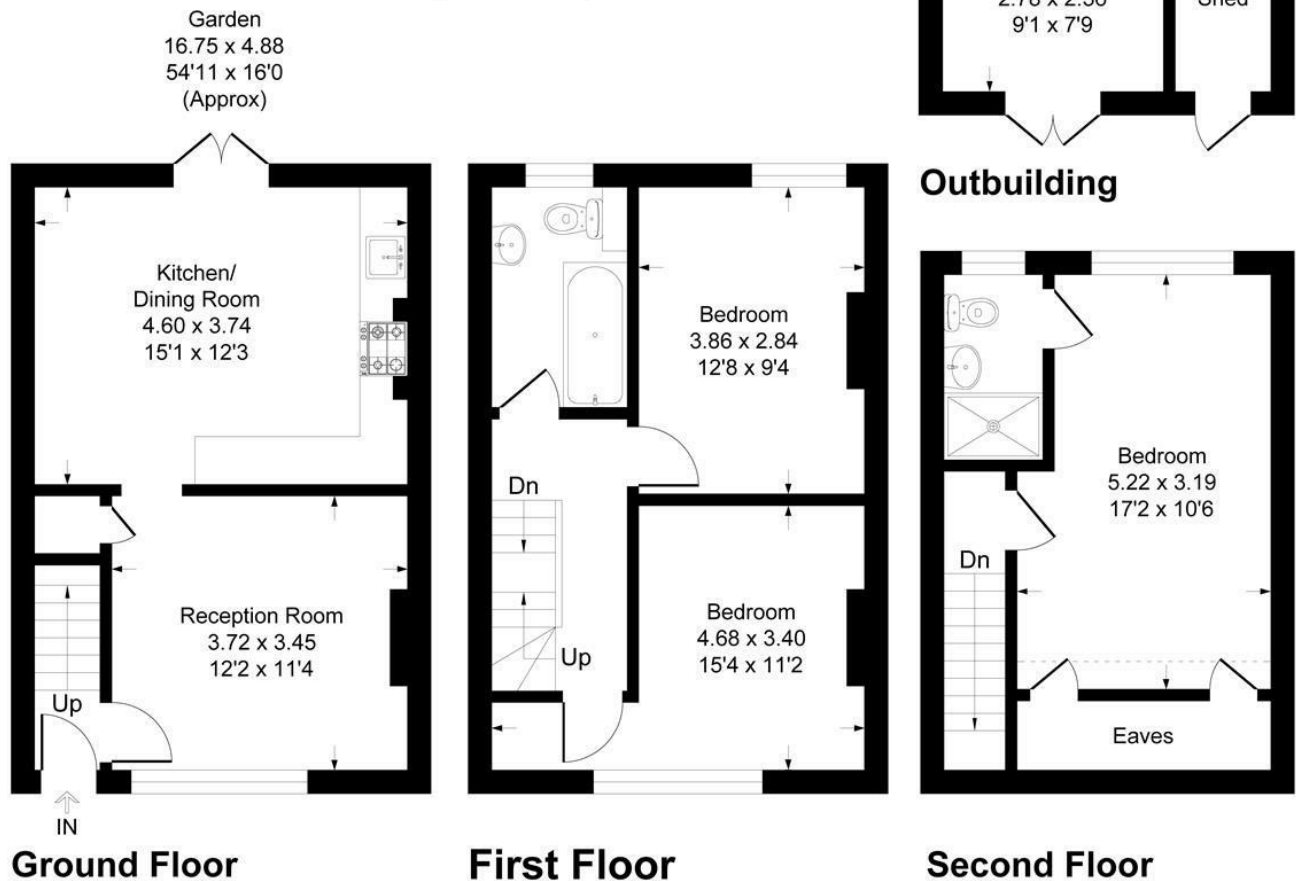 Garden
16.75 x 4.88
54'11 x 16'0
(Approx)
9'1 x 7'9
Shed
Outbuilding
Kitchen/
Dining Room
4.60 x 3.74
15'1 x 12'3
Reception Room
3.72 x 3.45
12'2 x 11'4
Up
IN
Ground Floor
Bedroom
3.86 x 2.84
12'8 x 9'4
Dn
Up
Bedroom
4.68 x 3.40
15'4 x 11'2
First Floor
Bedroom
5.22 x 3.19
17'2 x 10'6
Dn
Eaves
Second Floor